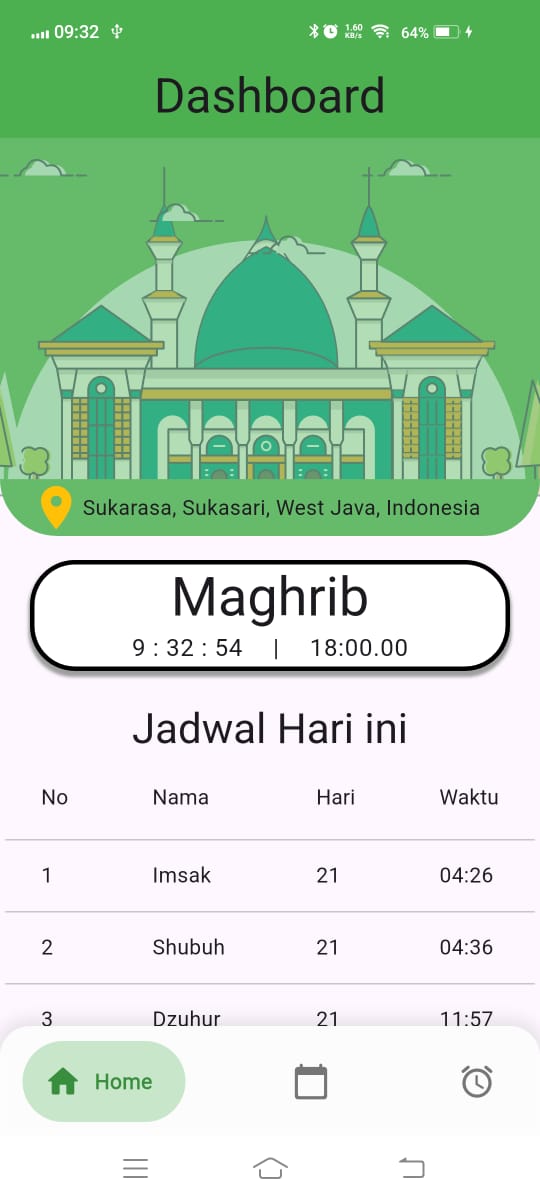 09:32 1.60 KB/s 64%
Dashboard
Sukarasa, Sukasari, West Java, Indonesia
Maghrib
9 : 32 : 54 | 18:00.00
Jadwal Hari ini
No Nama Hari Waktu
1 Imsak 21 04:26
2 Shubuh 21 04:36
3 Dzuhur 21 11:57
Home